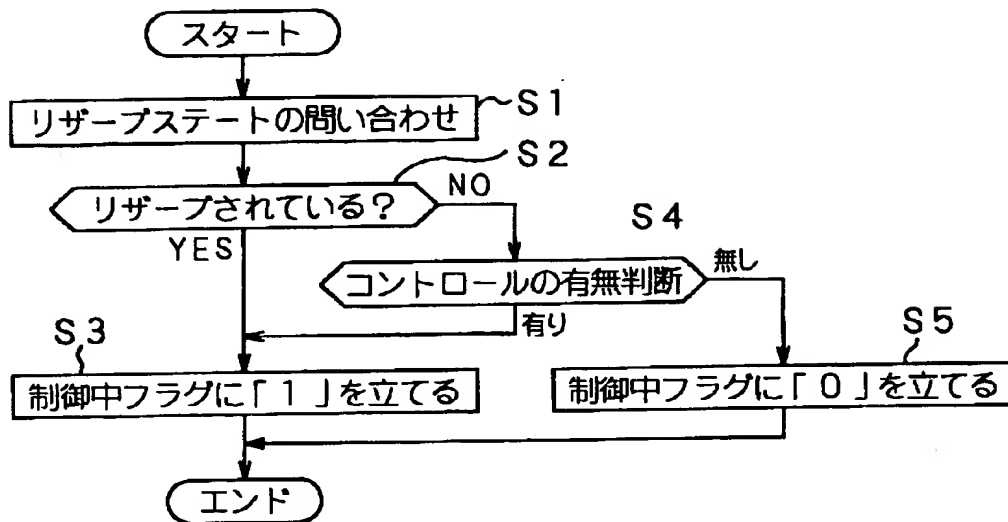 スタート
リザーブステートの問い合わせ
S1
S2
リザーブされている?
NO
YES
S4
コントロールの有無判断
無し
有り
S3
制御中フラグに「1」を立てる
S5
制御中フラグに「0」を立てる
エンド